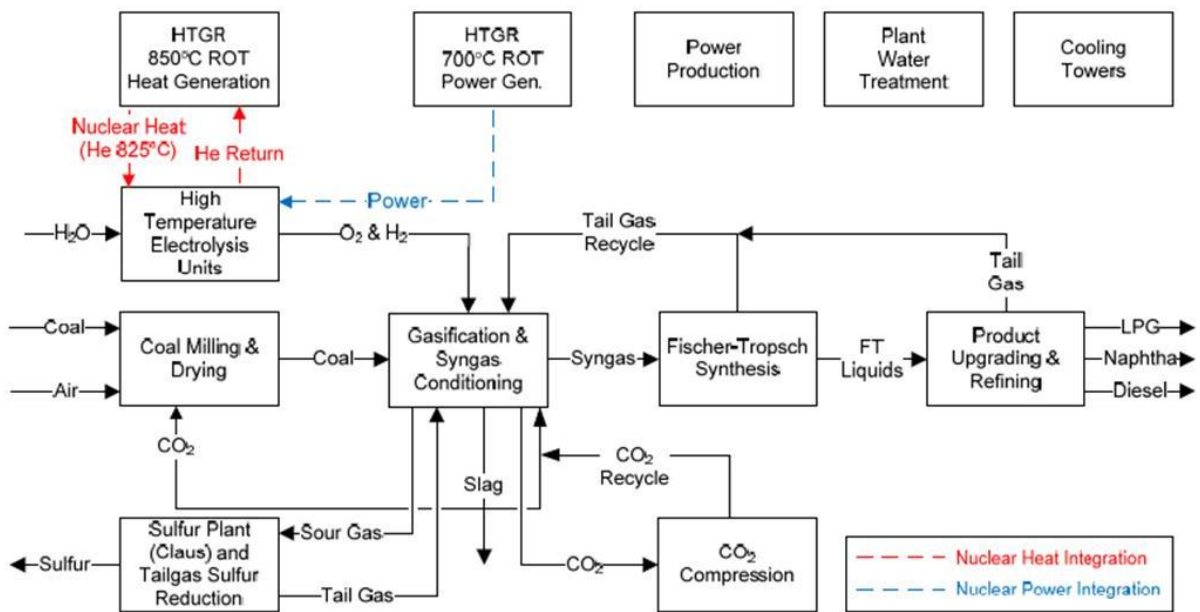 HTGR
850°C ROT
Heat Generation
HTGR
700°C ROT
Power Gen.
Power
Production
Plant
Water
Treatment
Cooling
Towers
Nuclear Heat
(He 825°C)
He Return
Power
H₂O
High
Temperature
Electrolysis
Units
O₂ & H₂
Tail Gas
Recycle
Tail
Gas
Coal
Air
Coal Milling &
Drying
Coal
Gasification &
Syngas
Conditioning
Syngas
Fischer-Tropsch
Synthesis
FT
Liquids
Product
Upgrading &
Refining
LPG
Naphtha
Diesel
CO₂
Slag
CO₂
Recycle
Sulfur
Sulfur Plant
(Claus) and
Tailgas Sulfur
Reduction
Sour Gas
Tail Gas
CO₂
CO₂
Compression
Nuclear Heat Integration
Nuclear Power Integration